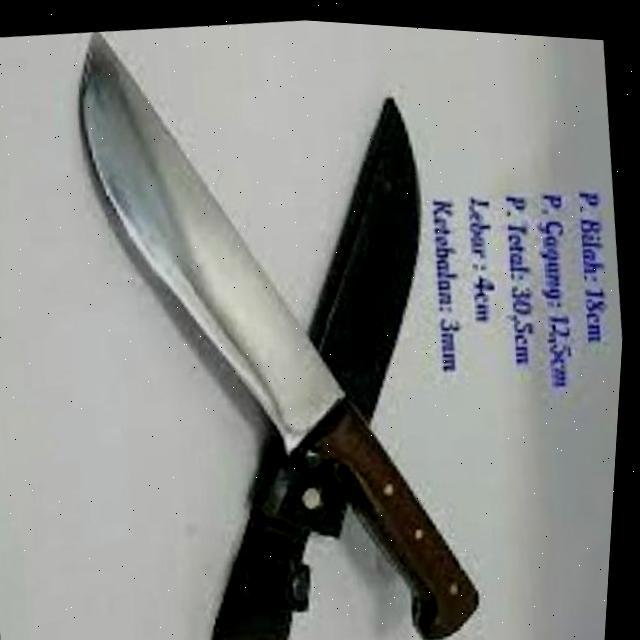 P. Bilah: 18cm
P. Gagang: 12,5cm
P. Total: 30,5cm
Lebar : 4cm
Ketebalan: 3mm